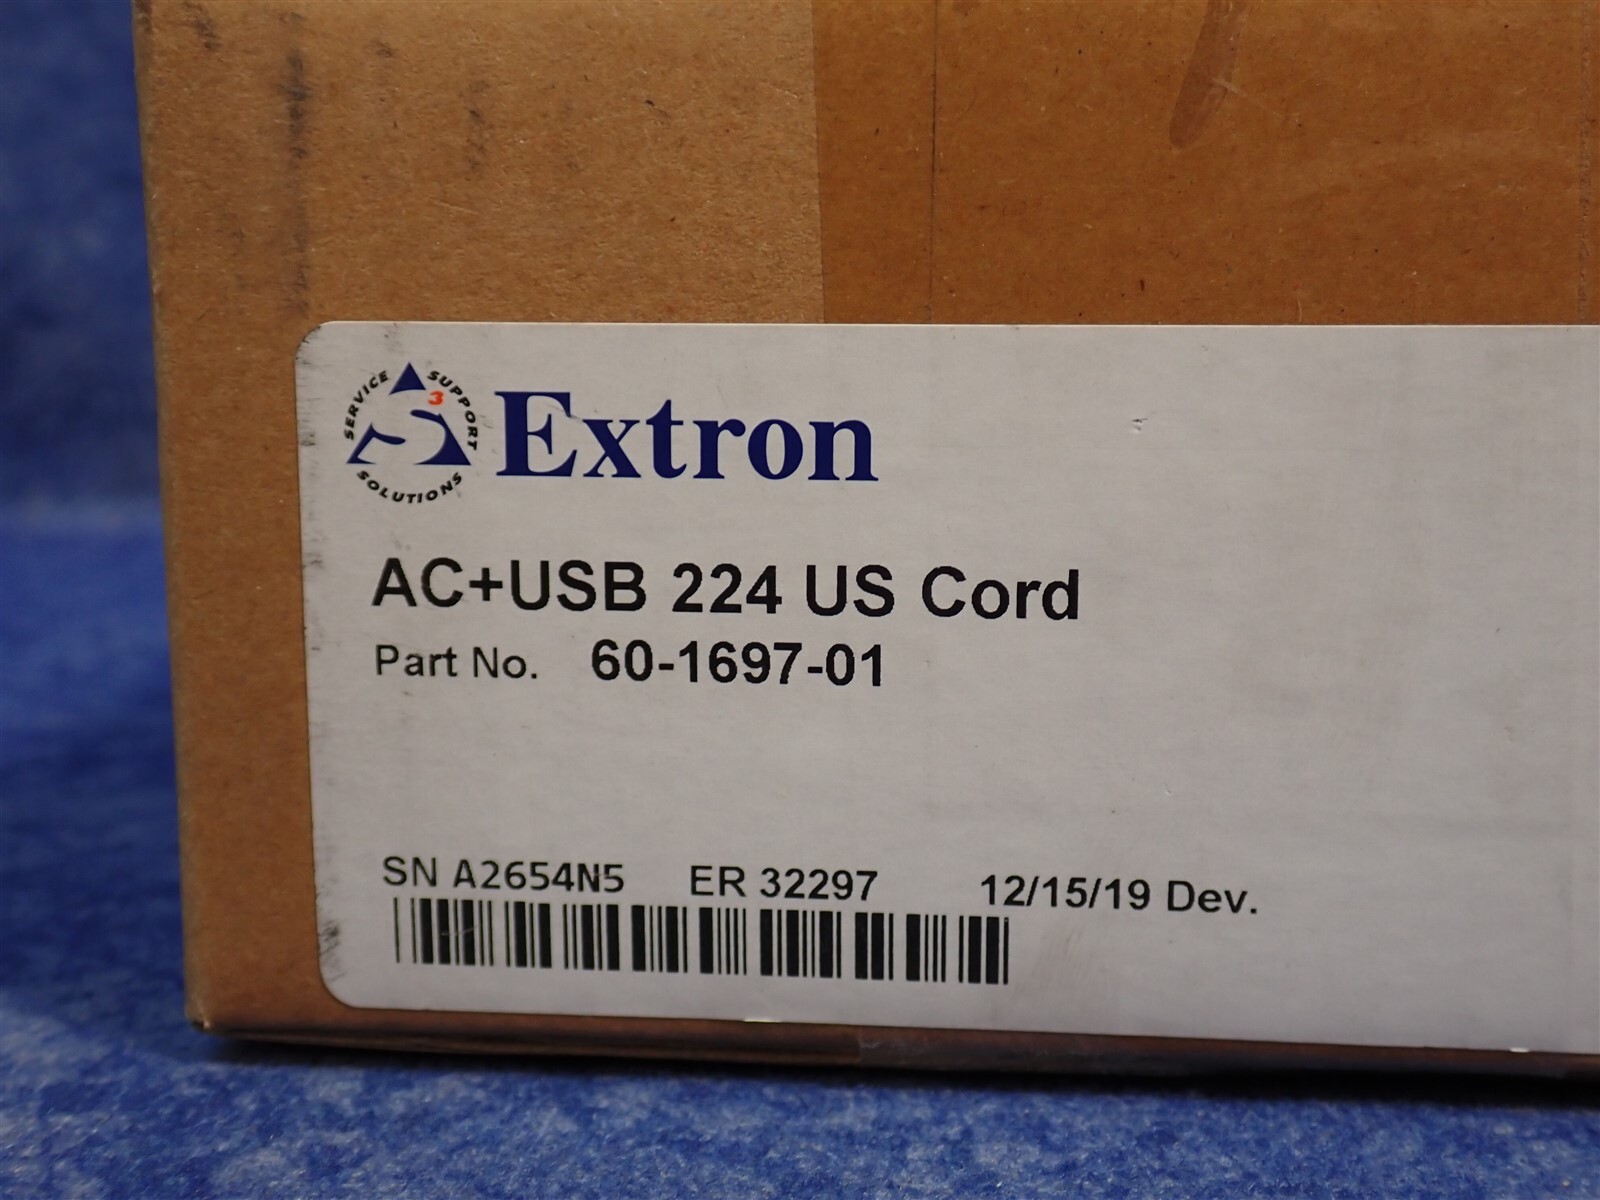 SERVICE SUPPORT SOLUTIONS
S3
Extron
AC+USB 224 US Cord
Part No. 60-1697-01
SN A2654N5 ER 32297 12/15/19 Dev.